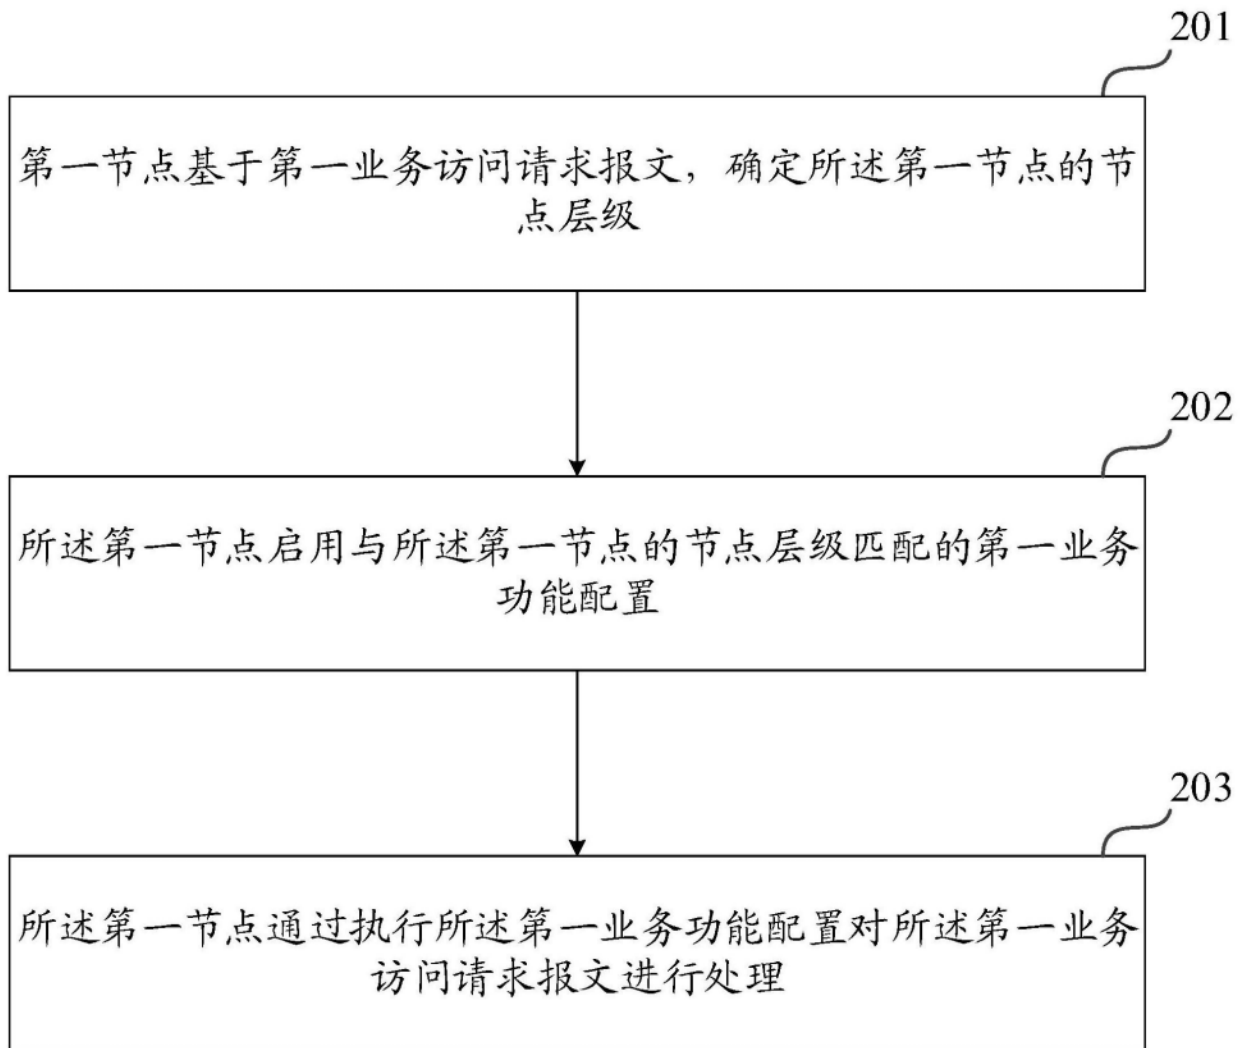 201
第一节点基于第一业务访问请求报文，确定所述第一节点的节
点层级
202
所述第一节点启用与所述第一节点的节点层级匹配的第一业务
功能配置
203
所述第一节点通过执行所述第一业务功能配置对所述第一业务
访问请求报文进行处理